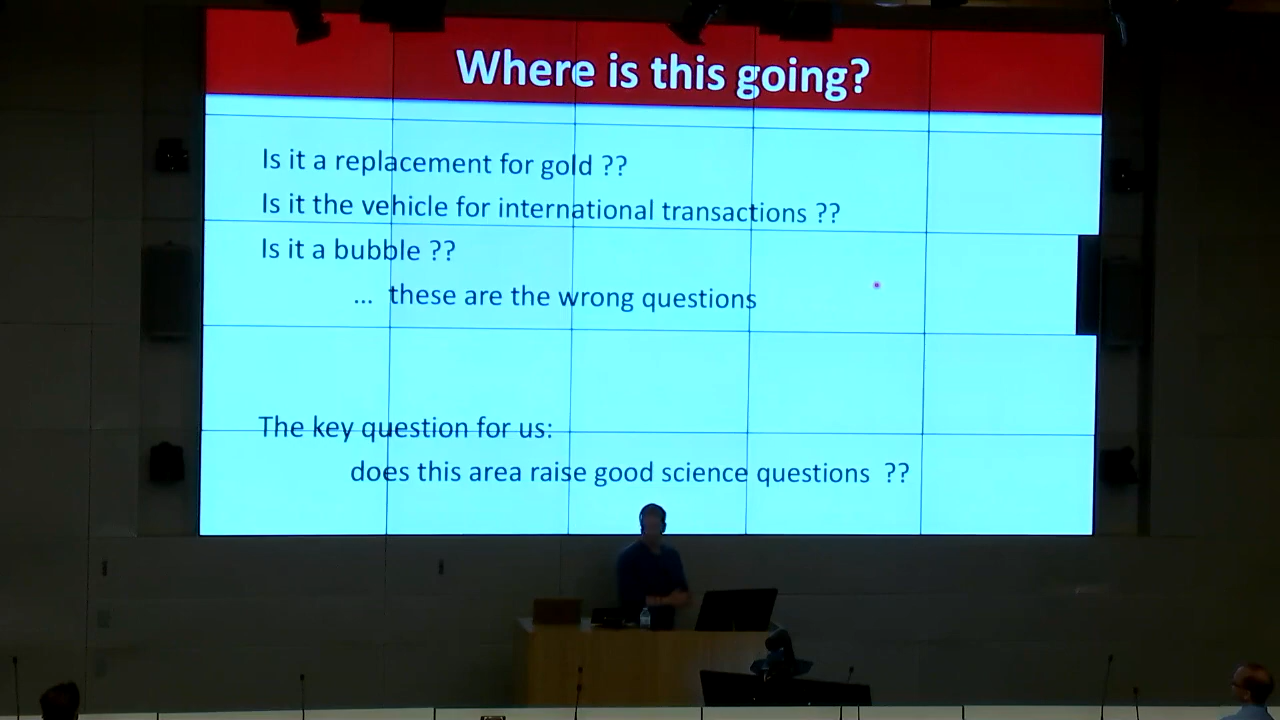 Where is this going?
Is it a replacement for gold ??
Is it the vehicle for international transactions ??
Is it a bubble ??
... these are the wrong questions
The key question for us:
does this area raise good science questions ??